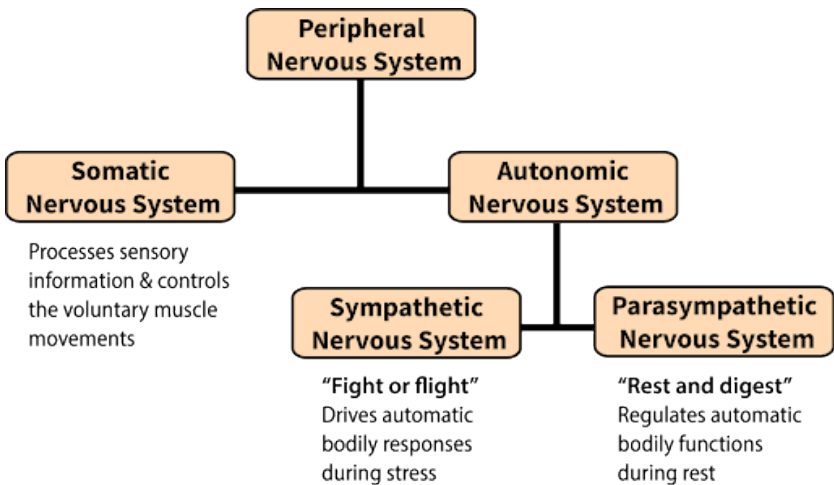 Peripheral
Nervous System
Somatic
Nervous System
Autonomic
Nervous System
Processes sensory
information & controls
the voluntary muscle
movements
Sympathetic
Nervous System
Parasympathetic
Nervous System
“Fight or flight”
Drives automatic
bodily responses
during stress
“Rest and digest”
Regulates automatic
bodily functions
during rest